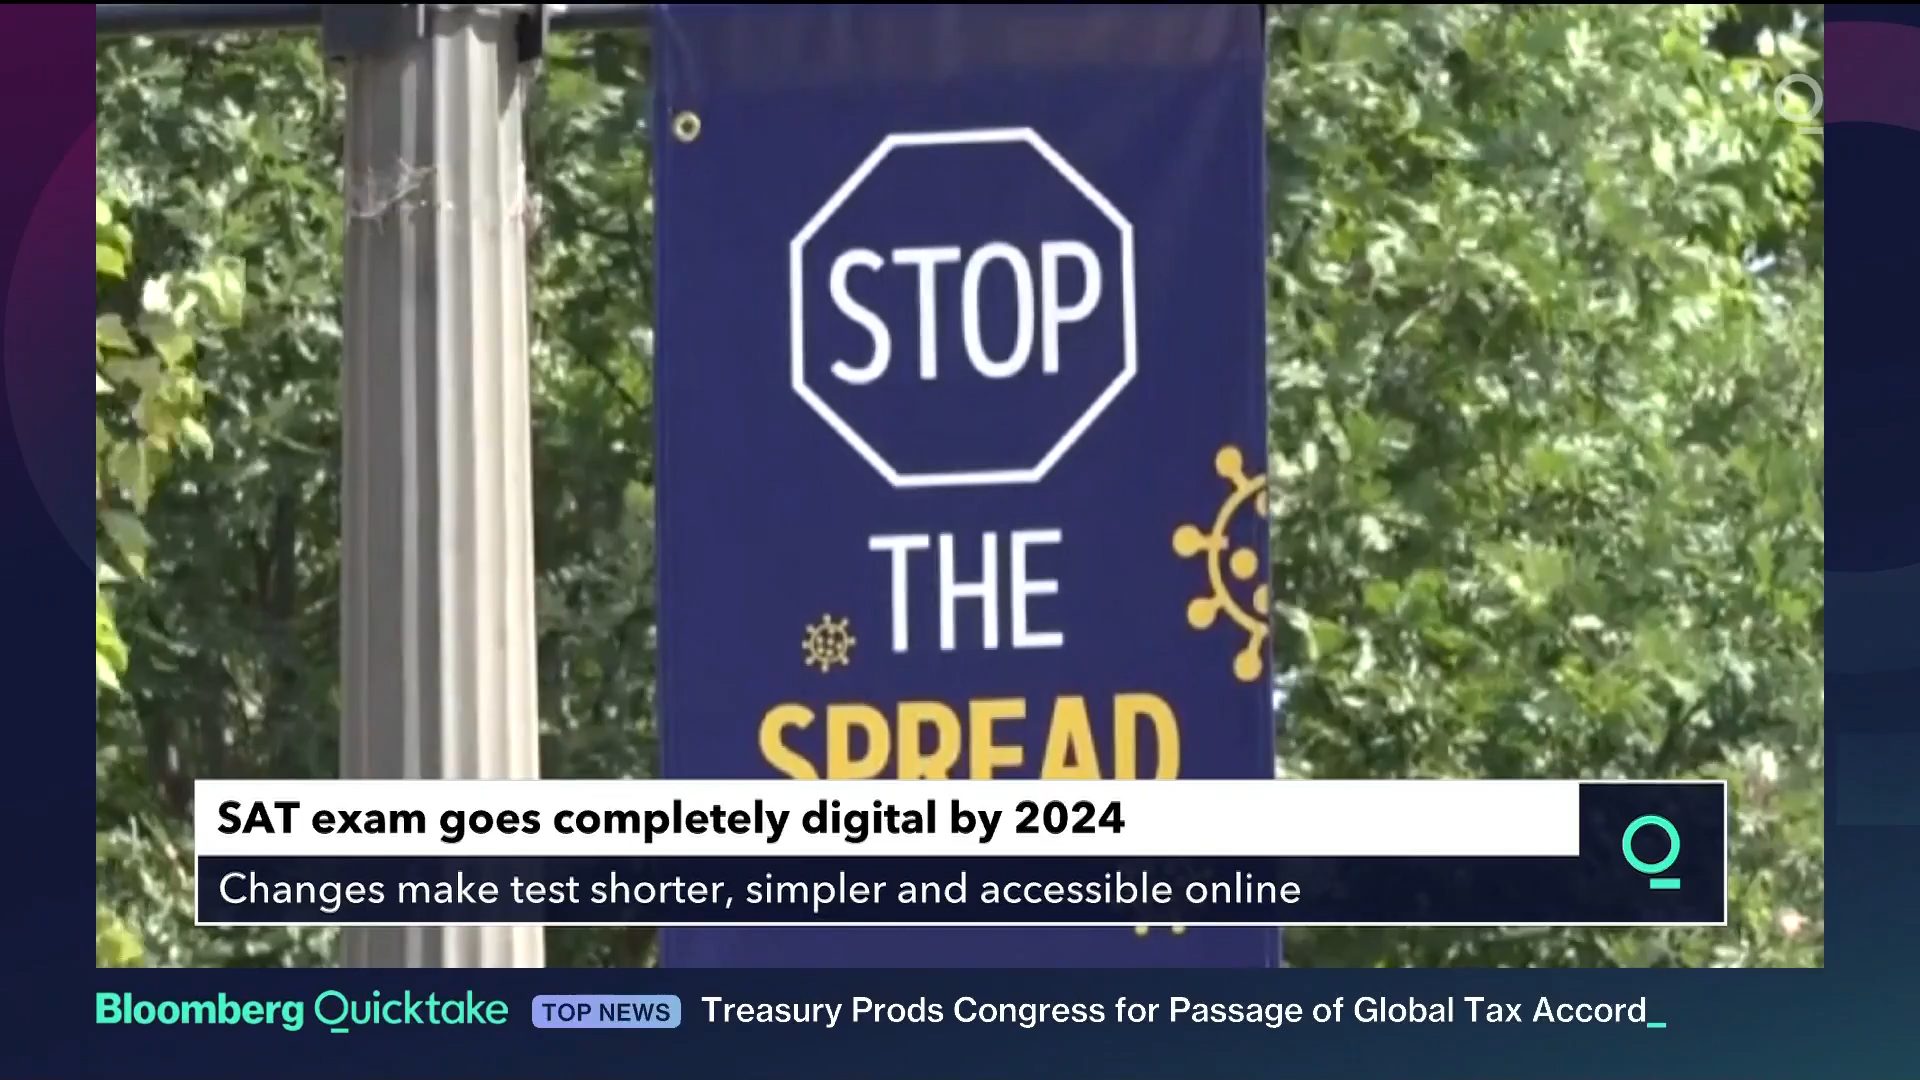 STOP
THE
SPREAD
SAT exam goes completely digital by 2024
Changes make test shorter, simpler and accessible online
Bloomberg Quicktake TOP NEWS Treasury Prods Congress for Passage of Global Tax Accord_